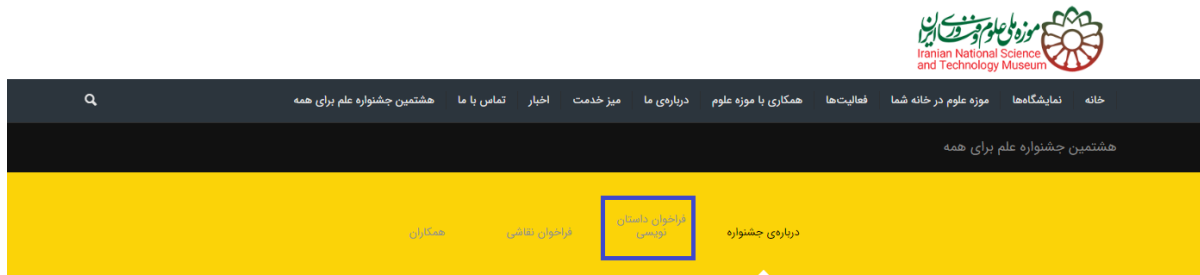 موزه ملی علوم و فناوری ایران
Iranian National Science
and Technology Museum
خانه نمایشگاه‌ها موزه علوم در خانه شما فعالیت‌ها همکاری با موزه علوم درباره‌ی ما میز خدمت اخبار تماس با ما هشتمین جشنواره علم برای همه
هشتمین جشنواره علم برای همه
درباره‌ی جشنواره
فراخوان داستان
نویسی
فراخوان نقاشی
همکاران